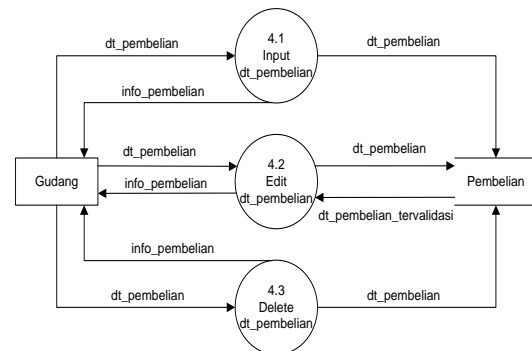 dt_pembelian
4.1
Input
dt_pembelian
dt_pembelian
info_pembelian
dt_pembelian
4.2
Edit
dt_pembelian
dt_pembelian
Gudang
info_pembelian
Pembelian
dt_pembelian_tervalidasi
info_pembelian
4.3
Delete
dt_pembelian
dt_pembelian
dt_pembelian